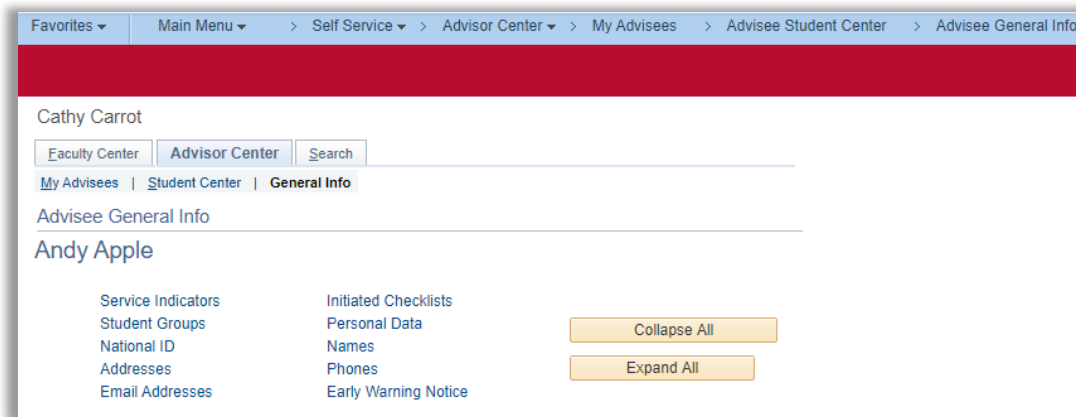 Favorites Main Menu > Self Service > Advisor Center > My Advisees > Advisee Student Center > Advisee General Info
Cathy Carrot
Faculty Center Advisor Center Search
My Advisees | Student Center | General Info
Advisee General Info
Andy Apple
Service Indicators Initiated Checklists
Student Groups Personal Data Collapse All
National ID Names
Addresses Phones Expand All
Email Addresses Early Warning Notice